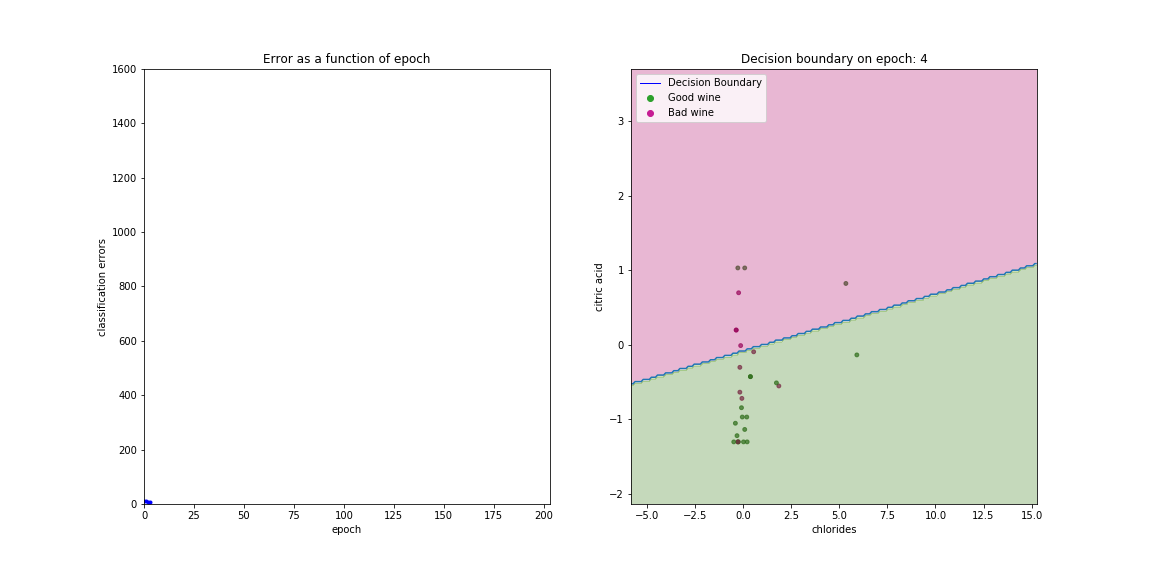 Error as a function of epoch
1600
1400
1200
1000
800
600
400
200
0
classification errors
0 25 50 75 100 125 150 175 200
epoch
Decision boundary on epoch: 4
Decision Boundary
Good wine
Bad wine
3
2
1
0
−1
−2
citric acid
−5.0 −2.5 0.0 2.5 5.0 7.5 10.0 12.5 15.0
chlorides